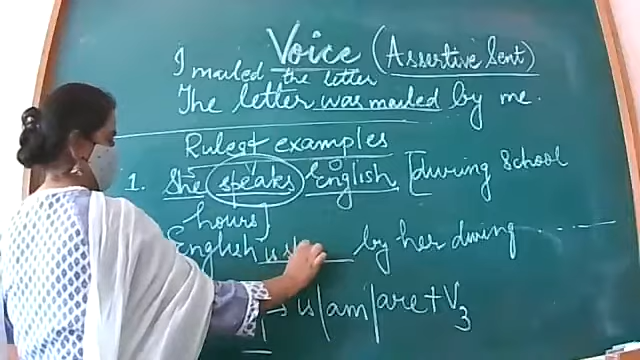 Voice (Assertive Sent)
I mailed the letter
The letter was mailed by me.
Rules+ examples
1. She speaks English, [during School
hours]
English is by her during ........
→ is/am/are + V3